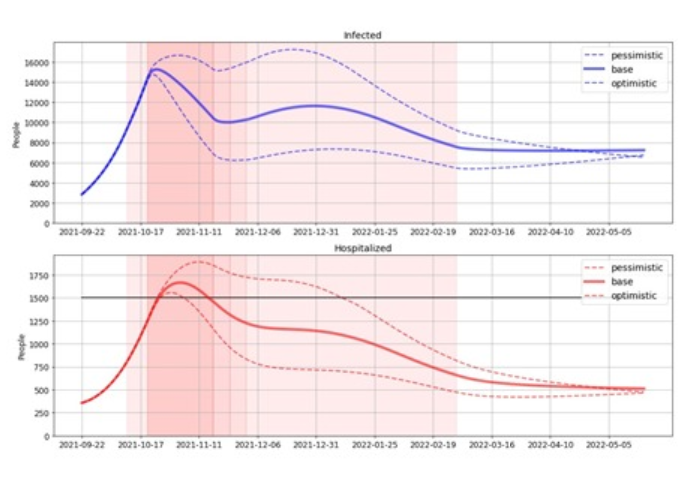 Infected
16000
14000
12000
10000
8000
6000
4000
2000
0
People
pessimistic
base
optimistic
2021-09-22 2021-10-17 2021-11-11 2021-12-06 2021-12-31 2022-01-25 2022-02-19 2022-03-16 2022-04-10 2022-05-05
Hospitalized
1750
1500
1250
1000
750
500
250
0
People
pessimistic
base
optimistic
2021-09-22 2021-10-17 2021-11-11 2021-12-06 2021-12-31 2022-01-25 2022-02-19 2022-03-16 2022-04-10 2022-05-05